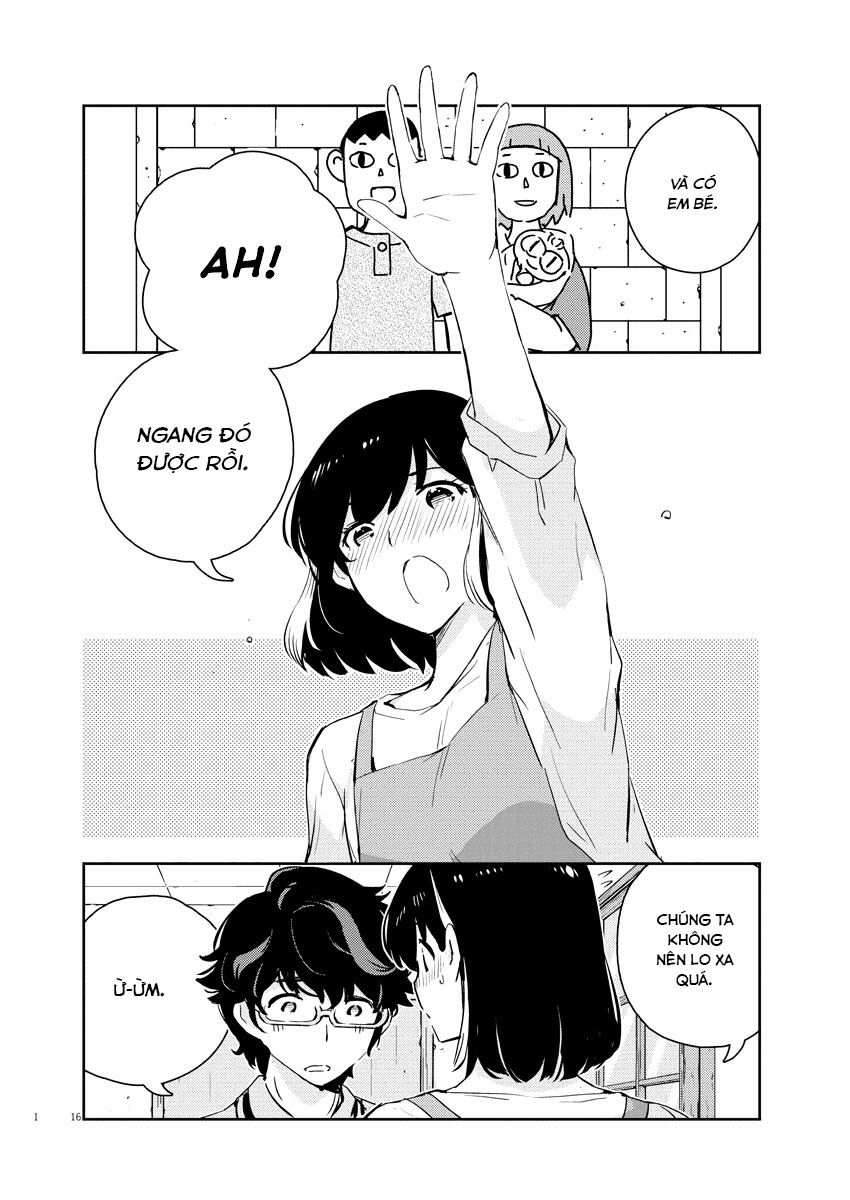 VÀ CÓ
EM BÉ.
AH!
NGANG ĐÓ
ĐƯỢC RỒI.
CHÚNG TA
KHÔNG
NÊN LO XA
QUÁ.
Ừ-ỪM.
1 16